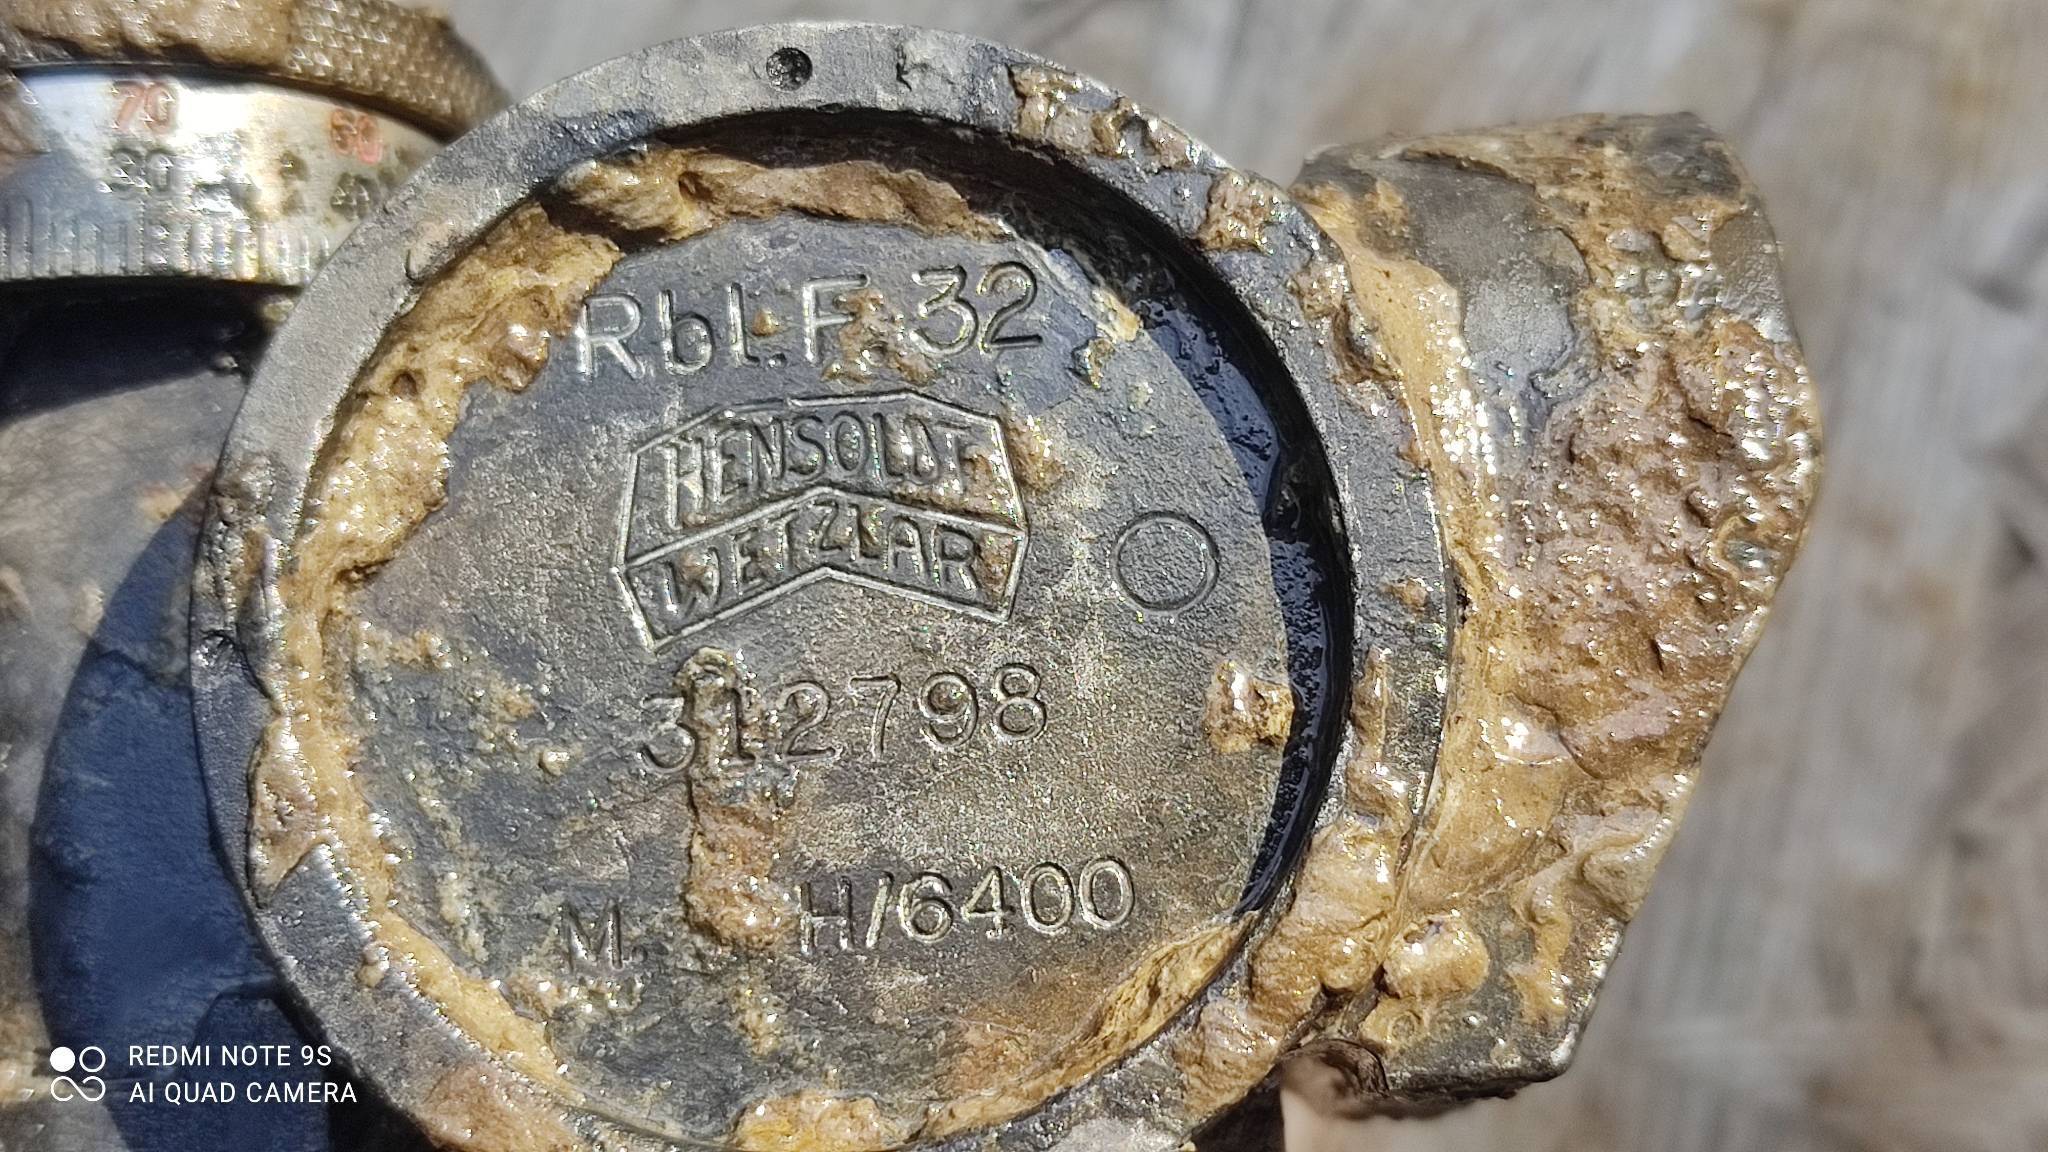 70 60
30 40
Rbl. F. 32
HENSOLDT
WETZLAR
312798
M. H/6400
REDMI NOTE 9S
AI QUAD CAMERA